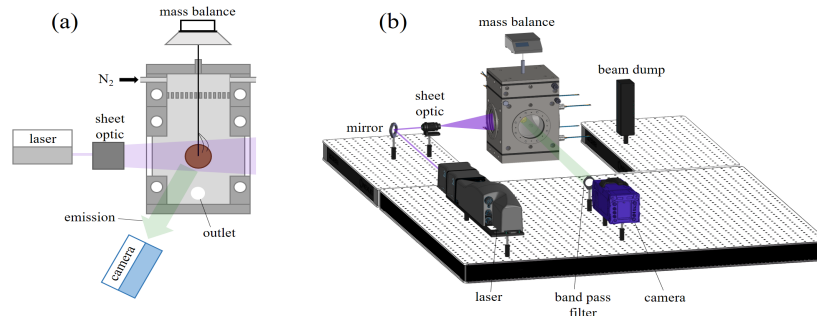 (a)
mass balance
N2
sheet
optic
laser
emission
outlet
camera
(b)
mass balance
beam dump
sheet
optic
mirror
laser
band pass
filter
camera